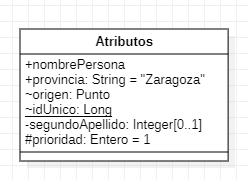 Atributos
+nombrePersona
+provincia: String = "Zaragoza"
~origen: Punto
~idUnico: Long
-segundoApellido: Integer[0..1]
#prioridad: Entero = 1